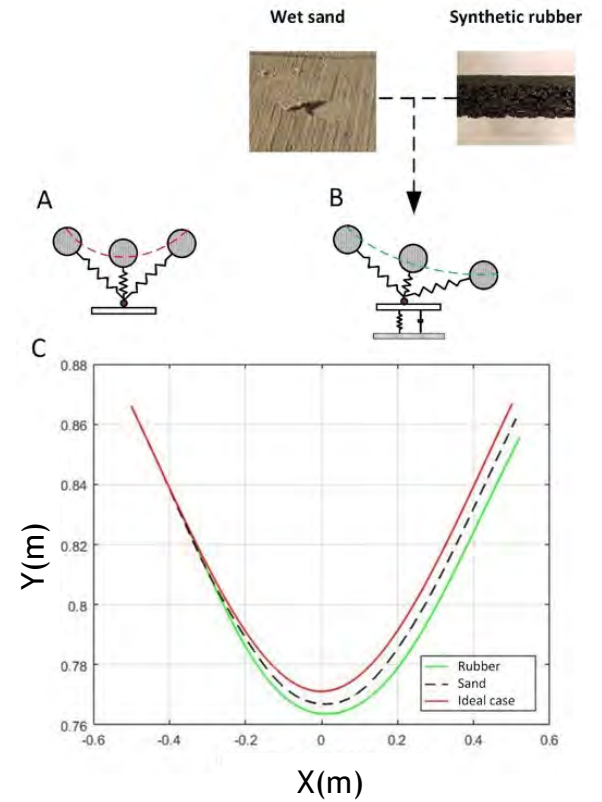 Wet sand
Synthetic rubber
A
B
C
0.88
0.86
0.84
0.82
0.8
0.78
0.76
Y(m)
Rubber
Sand
Ideal case
-0.6
-0.4
-0.2
0
0.2
0.4
0.6
X(m)